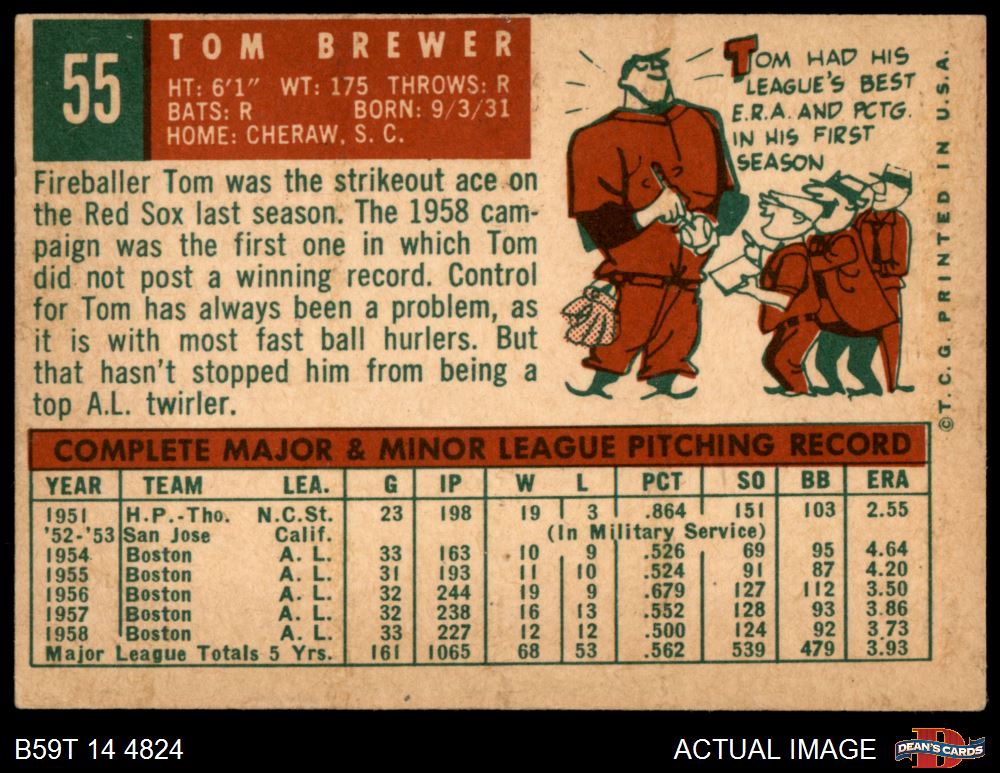 55
TOM BREWER
HT: 6'1" WT: 175 THROWS: R
BATS: R BORN: 9/3/31
HOME: CHERAW, S. C.
TOM HAD HIS
LEAGUE'S BEST
E.R.A. AND PCTG.
IN HIS FIRST
SEASON
Fireballer Tom was the strikeout ace on
the Red Sox last season. The 1958 cam-
paign was the first one in which Tom
did not post a winning record. Control
for Tom has always been a problem, as
it is with most fast ball hurlers. But
that hasn't stopped him from being a
top A.L. twirler.
©T. C. G. PRINTED IN U.S.A.
COMPLETE MAJOR & MINOR LEAGUE PITCHING RECORD
YEAR TEAM LEA. G IP W L PCT SO BB ERA
1951 H.P.-Tho. N.C.St. 23 198 19 3 .864 151 103 2.55
'52-'53 San Jose Calif. (In Military Service)
1954 Boston A. L. 33 163 10 9 .526 69 95 4.64
1955 Boston A. L. 31 193 11 10 .524 91 87 4.20
1956 Boston A. L. 32 244 19 9 .679 127 112 3.50
1957 Boston A. L. 32 238 16 13 .552 128 93 3.86
1958 Boston A. L. 33 227 12 12 .500 124 92 3.73
Major League Totals 5 Yrs. 161 1065 68 53 .562 539 479 3.93
B59T 14 4824
ACTUAL IMAGE
D
DEAN'S CARDS